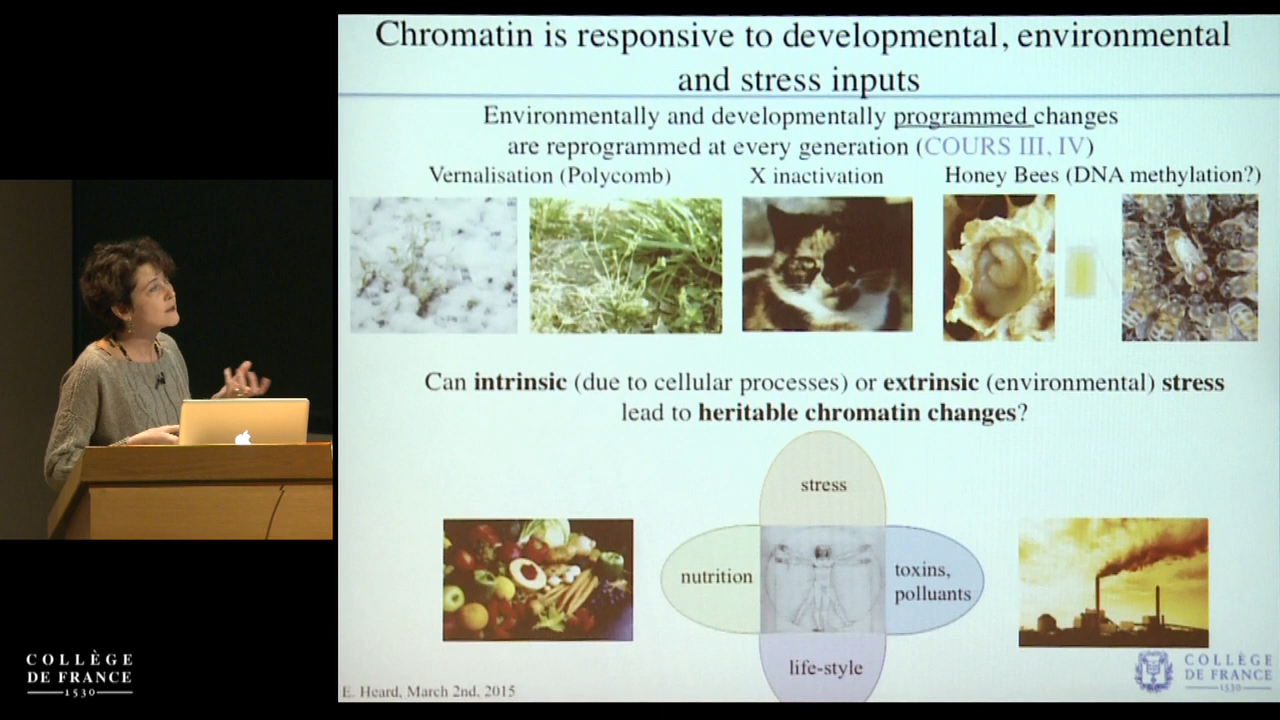 Chromatin is responsive to developmental, environmental
and stress inputs
Environmentally and developmentally programmed changes
are reprogrammed at every generation (COURS III, IV)
Vernalisation (Polycomb)
X inactivation
Honey Bees (DNA methylation?)
Can intrinsic (due to cellular processes) or extrinsic (environmental) stress
lead to heritable chromatin changes?
stress
nutrition
toxins,
polluants
life-style
E. Heard, March 2nd, 2015
COLLÈGE
DE FRANCE
1530
COLLÈGE
DE FRANCE
1530